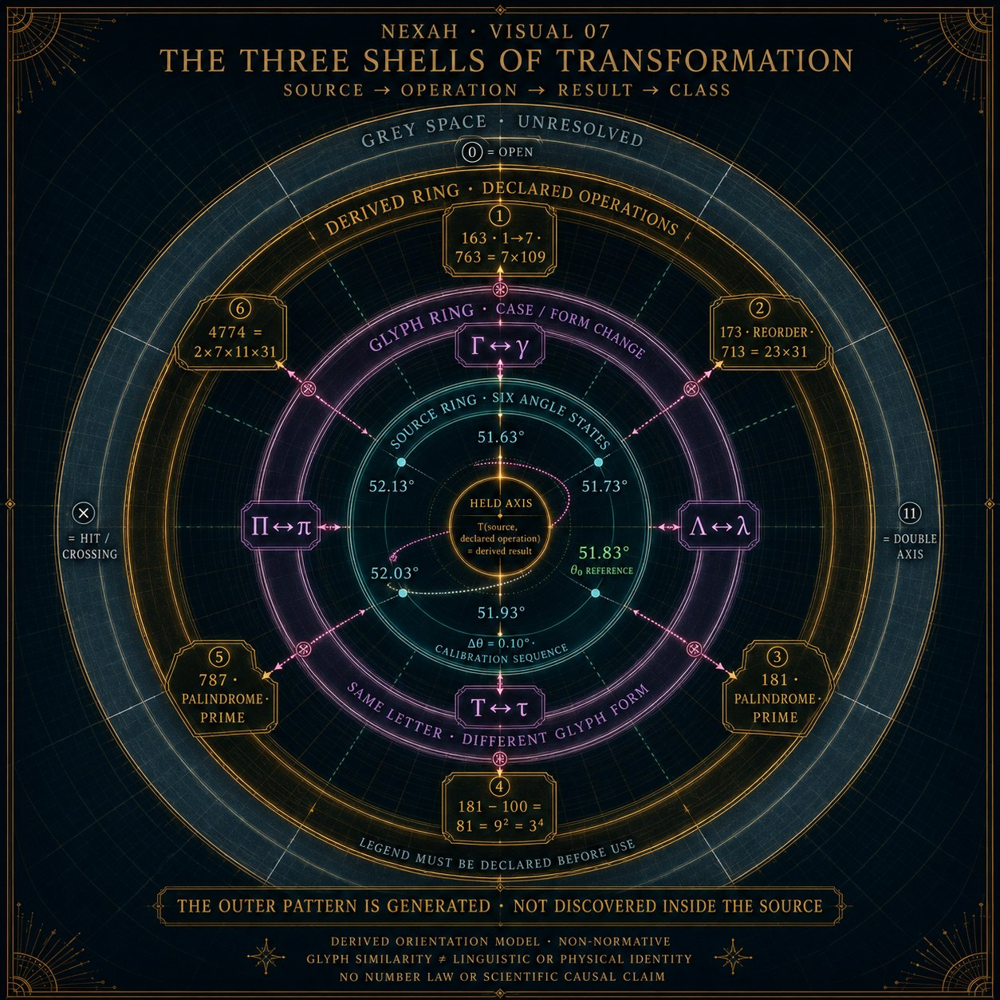 NEXAH · VISUAL 07
THE THREE SHELLS OF TRANSFORMATION
SOURCE → OPERATION → RESULT → CLASS
GREY SPACE · UNRESOLVED
0 = OPEN
DERIVED RING · DECLARED OPERATIONS
1
163 · 1→7 ·
763 = 7×109
6
4774 =
2×7×11×31
2
173 · REORDER ·
713 = 23×31
GLYPH RING · CASE / FORM CHANGE
Γ↔γ
SOURCE RING · SIX ANGLE STATES
51.63°
52.13°
51.73°
HELD AXIS
T(source,
declared operation)
= derived result
×
= HIT /
CROSSING
Π↔π
Λ↔λ
11
= DOUBLE
AXIS
51.83°
θ₀ REFERENCE
52.03°
51.93°
Δθ = 0.10° ·
CALIBRATION SEQUENCE
5
787 ·
PALINDROME ·
PRIME
3
181 ·
PALINDROME ·
PRIME
T↔τ
SAME LETTER · DIFFERENT GLYPH FORM
4
181 − 100 =
81 = 9² = 3⁴
LEGEND MUST BE DECLARED BEFORE USE
THE OUTER PATTERN IS GENERATED · NOT DISCOVERED INSIDE THE SOURCE
DERIVED ORIENTATION MODEL · NON-NORMATIVE
GLYPH SIMILARITY ≠ LINGUISTIC OR PHYSICAL IDENTITY
NO NUMBER LAW OR SCIENTIFIC CAUSAL CLAIM